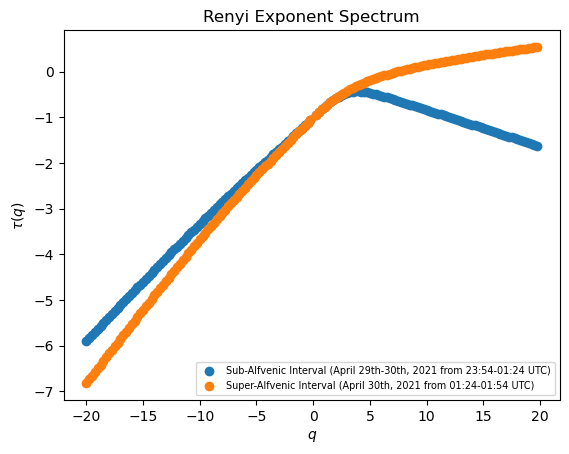 Renyi Exponent Spectrum
0
−1
−2
−3
−4
−5
−6
−7
τ(q)
−20 −15 −10 −5 0 5 10 15 20
q
Sub-Alfvenic Interval (April 29th-30th, 2021 from 23:54-01:24 UTC)
Super-Alfvenic Interval (April 30th, 2021 from 01:24-01:54 UTC)